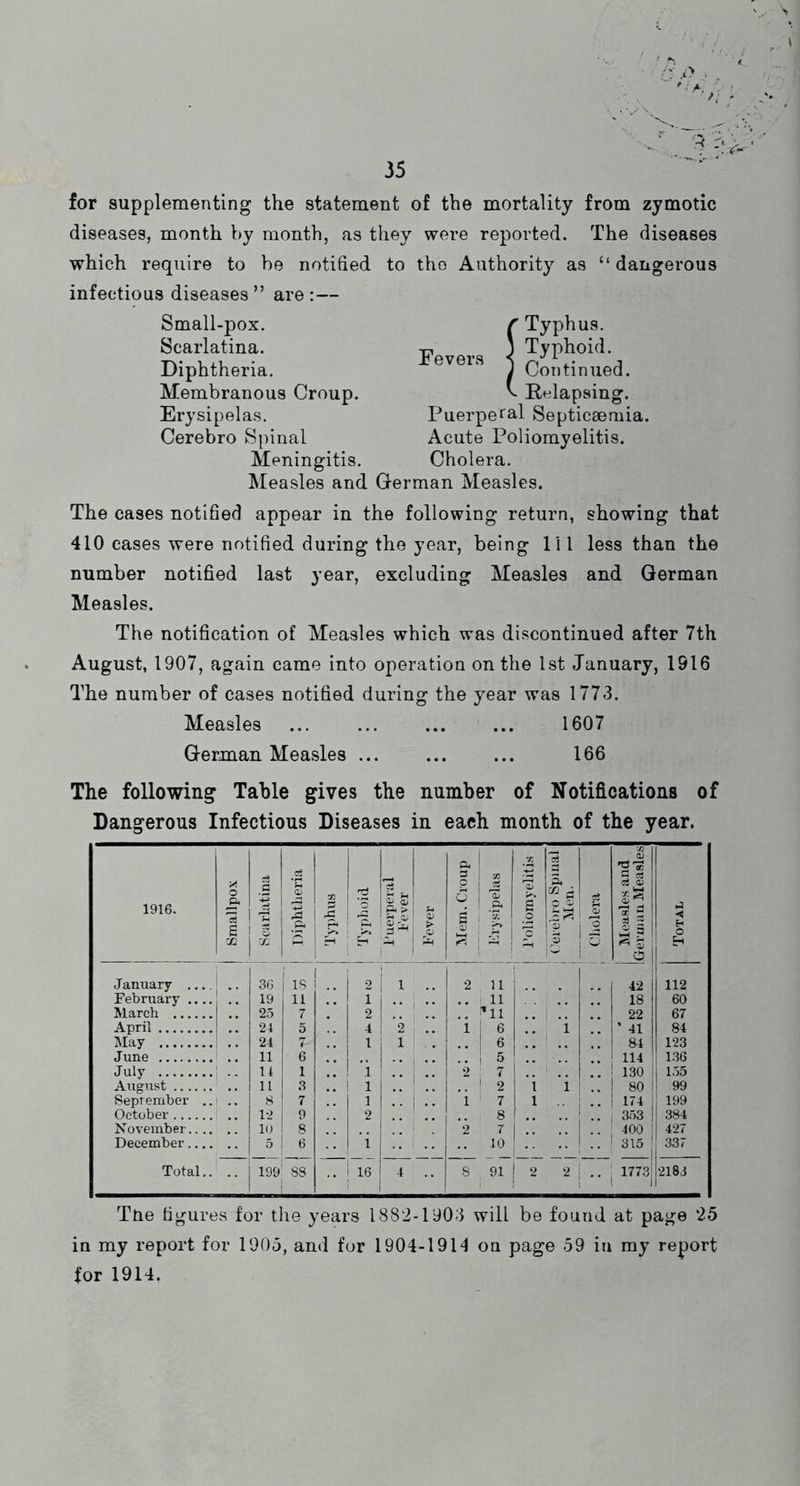 35
for supplementing the statement of the mortality from zymotic
diseases, month by month, as they were reported. The diseases
which require to be notified to the Authority as “dangerous
infectious diseases” are:—
Small-pox.
Scarlatina.
Diphtheria.
Membranous Croup.
Erysipelas.
Cerebro Spinal
Meningitis.
Fevers { Typhus.
Typhoid.
Continued.
Relapsing.
Puerperal Septicæmia.
Acute Poliomyelitis.
Cholera.
Measles and German Measles.
The cases notified appear in the following return, showing that
410 cases were notified during the year, being 111 less than the
number notified last year, excluding Measles and German
Measles.
The notification of Measles which was discontinued after 7th
August, 1907, again came into operation on the 1st January, 1916
The number of cases notified during the year was 1773.
Measles ... ... ... ... 1607
German Measles ... ... ... 166
The following Table gives the number of Notifications of
Dangerous Infectious Diseases in each month of the year.
1916. Smallpox Scarlatina Diphtheria Typhus Typhoid Puerperal Fever Fever Mem. Croup Erysipelas Poliomyelitis Cerebro Spinal Men. Cholera Measles and German Measles TOTAL
January .... .. 36 18 .. 2 1 .. 2 11 .. . .. 42 112
February .... .. 19 11 .. 1 .. .. .. 11 .. .. .. 18 60
March ...... .. 25 7 . 2 .. .. .. 11 .. .. .. 22 67
April ........ .. 24 5 .. 4 2 .. 1 6 .. 1 .. 41 84
May ........ .. 24 7 .. 1 1 . .. 6 .. .. .. 84 123
June ........ .. 11 6 .. .. .. .. .. 5 .. .. .. 114 136
July ........ .. 14 1 .. 1 .. .. 2 7 .. .. .. 130 155
August ...... .. 11 3 .. 1 .. .. .. 2 1 1 .. 80 99
September .. .. 8 7 .. 1 .. .. 1 7 1 .. .. 174 199
October ...... .. 12 9 .. 2 .. .. .. 8 .. .. .. 353 384
November.... .. 10 8 .. .. .. . 2 7 .. .. .. 400 427
December.... .. 5 6 .. 1 .. .. .. 10 .. .. .. 315 337
Total.. .. 199 88 .. 16 4 .. 8 91 2 2 .. 1773 2183
The figures for the years 1882-1903 will be found at page 25
in my report for 1905, and for 1904-1914 on page 59 in my report
for 1914.